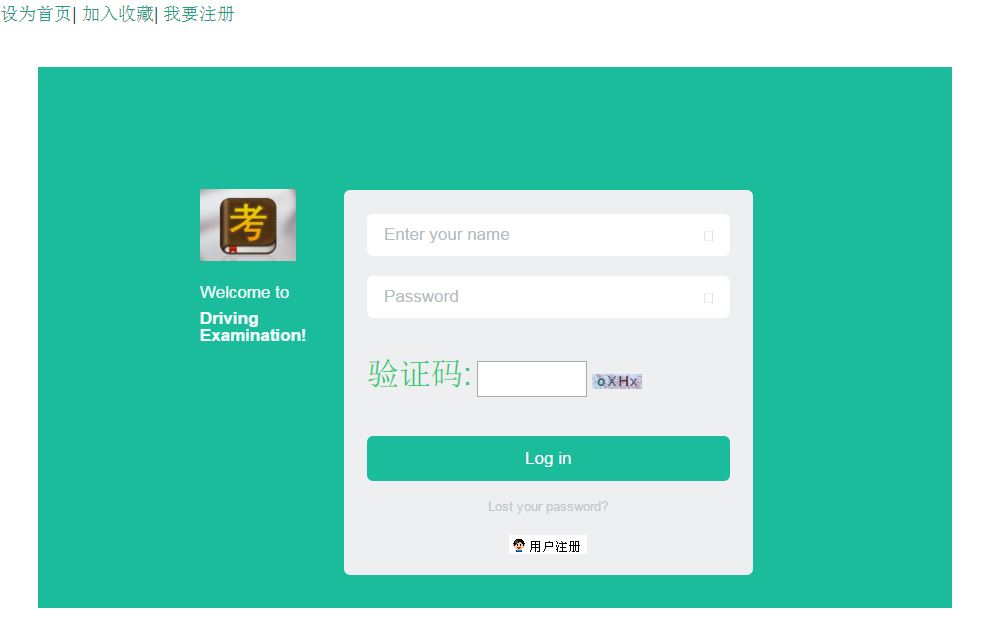 设为首页| 加入收藏| 我要注册
考
Welcome to
Driving
Examination!
Enter your name
Password
验证码:
oXHx
Log in
Lost your password?
用户注册